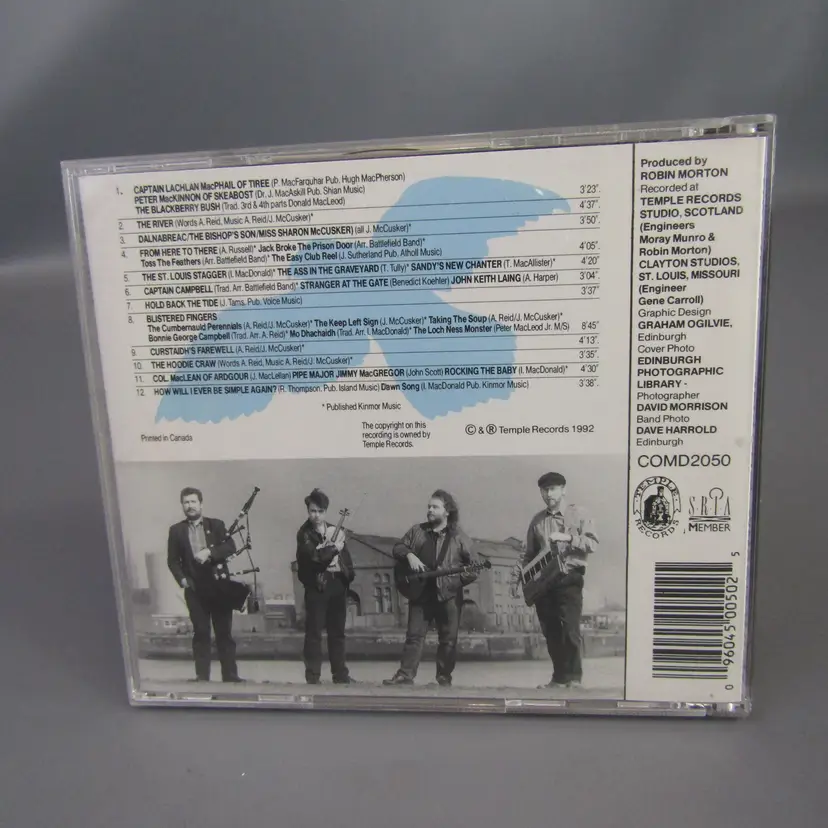 1. CAPTAIN LACHLAN MacPHAIL OF TIREE (P. MacFarquhar Pub. Hugh MacPherson)
PETER MacKINNON OF SKEABOST (Dr. J. MacAskill Pub. Shian Music) 3'23".
THE BLACKBERRY BUSH (Trad. 3rd & 4th parts Donald MacLeod) 4'37".
2. THE RIVER (Words A. Reid, Music A. Reid/J. McCusker)* 3'50".
3. DALNABREAC/THE BISHOP'S SON/MISS SHARON McCUSKER) (all J. McCusker)*
4. FROM HERE TO THERE (A. Russell)* Jack Broke The Prison Door (Arr. Battlefield Band)*
Toss The Feathers (Arr. Battlefield Band)* The Easy Club Reel (J. Sutherland Pub. Atholl Music) 4'05".
5. THE ST. LOUIS STAGGER (I. MacDonald)* THE ASS IN THE GRAVEYARD (T. Tully)* SANDY'S NEW CHANTER (T. MacAllister)* 4'20"
6. CAPTAIN CAMPBELL (Trad. Arr. Battlefield Band)* STRANGER AT THE GATE (Benedict Koehler) JOHN KEITH LAING (A. Harper) 3'04".
7. HOLD BACK THE TIDE (J. Tams, Pub. Voice Music) 3'37"
8. BLISTERED FINGERS
The Cumbernauld Perennials (A. Reid/J. McCusker)* The Keep Left Sign (J. McCusker)* Taking The Soup (A. Reid/J. McCusker)*
Bonnie George Campbell (Trad. Arr. A. Reid)* Mo Dhachaidh (Trad. Arr. I. MacDonald)* The Loch Ness Monster (Peter MacLeod Jr. M/S) 8'45"
9. CURSTAIDH'S FAREWELL (A. Reid/J. McCusker)* 4'13".
10. THE HOODIE CRAW (Words A. Reid, Music A. Reid/J. McCusker)* 3'35".
11. COL. MacLEAN OF ARDGOUR (J. MacLellan) PIPE MAJOR JIMMY MacGREGOR (John Scott) ROCKING THE BABY (I. MacDonald)* 4'30"
12. HOW WILL I EVER BE SIMPLE AGAIN? (R. Thompson. Pub. Island Music) Dawn Song (I. MacDonald Pub. Kinmor Music) 3'38".
* Published Kinmor Music
Printed in Canada
The copyright on this
recording is owned by
Temple Records.
© & ® Temple Records 1992
Produced by
ROBIN MORTON
Recorded at
TEMPLE RECORDS
STUDIO, SCOTLAND
(Engineers
Moray Munro &
Robin Morton)
CLAYTON STUDIOS,
ST. LOUIS, MISSOURI
(Engineer
Gene Carroll)
Graphic Design
GRAHAM OGILVIE,
Edinburgh
Cover Photo
EDINBURGH
PHOTOGRAPHIC
LIBRARY -
Photographer
DAVID MORRISON
Band Photo
DAVE HARROLD
Edinburgh
COMD2050
TEMPLE
RECORDS
SRIA
MEMBER
0 96045 00502 5